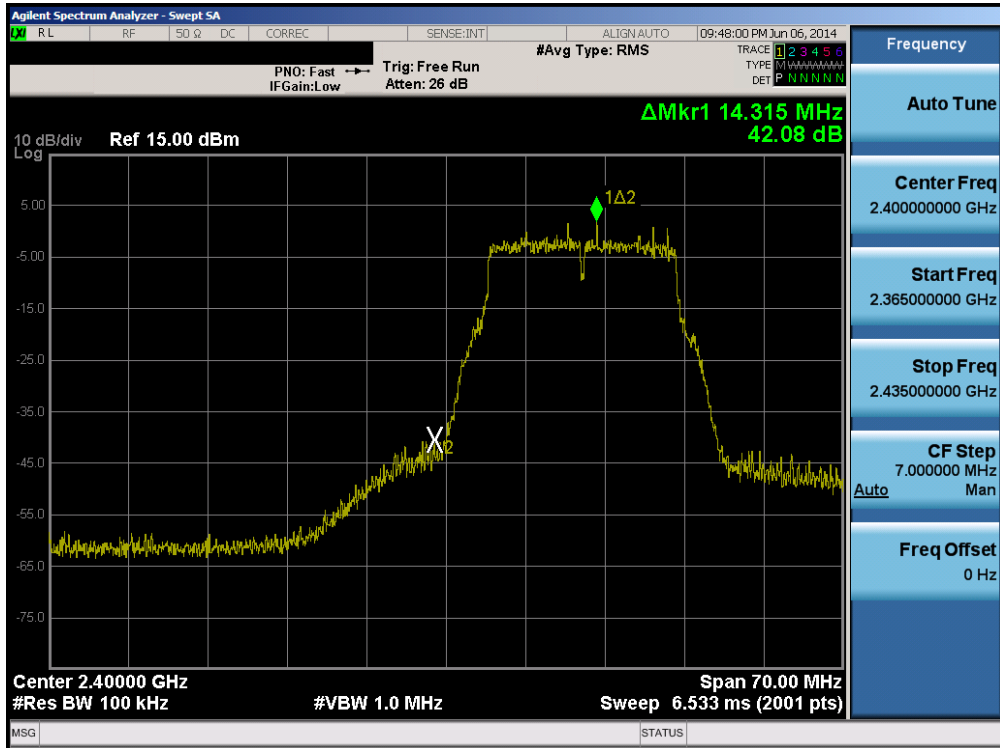 Agilent Spectrum Analyzer - Swept SA
LXI RL RF 50 Ω DC CORREC SENSE:INT ALIGN AUTO 09:48:00 PM Jun 06, 2014
Frequency
#Avg Type: RMS TRACE 1 2 3 4 5 6
PNO: Fast Trig: Free Run TYPE M WWWWW
IFGain:Low Atten: 26 dB DET P N N N N N
Auto Tune
ΔMkr1 14.315 MHz
42.08 dB
10 dB/div Ref 15.00 dBm
Log
Center Freq
2.400000000 GHz
1Δ2
5.00
-5.00
Start Freq
2.365000000 GHz
-15.0
-25.0
Stop Freq
2.435000000 GHz
-35.0
X2
-45.0
CF Step
7.000000 MHz
Auto Man
-55.0
Freq Offset
0 Hz
-65.0
-75.0
Center 2.40000 GHz Span 70.00 MHz
#Res BW 100 kHz #VBW 1.0 MHz Sweep 6.533 ms (2001 pts)
MSG STATUS